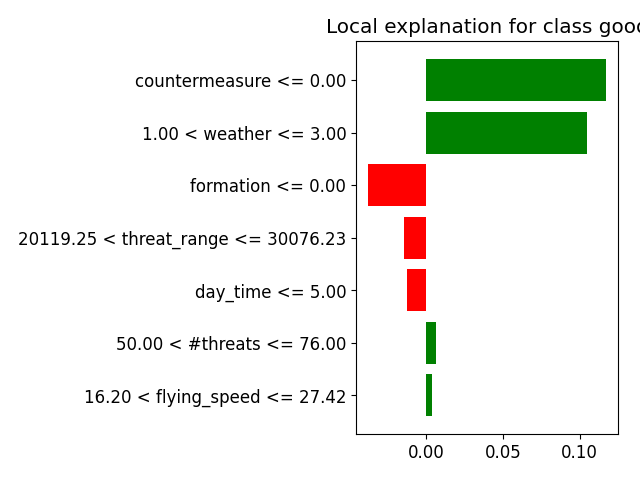 Local explanation for class good
countermeasure <= 0.00
1.00 < weather <= 3.00
formation <= 0.00
20119.25 < threat_range <= 30076.23
day_time <= 5.00
50.00 < #threats <= 76.00
16.20 < flying_speed <= 27.42
0.00 0.05 0.10